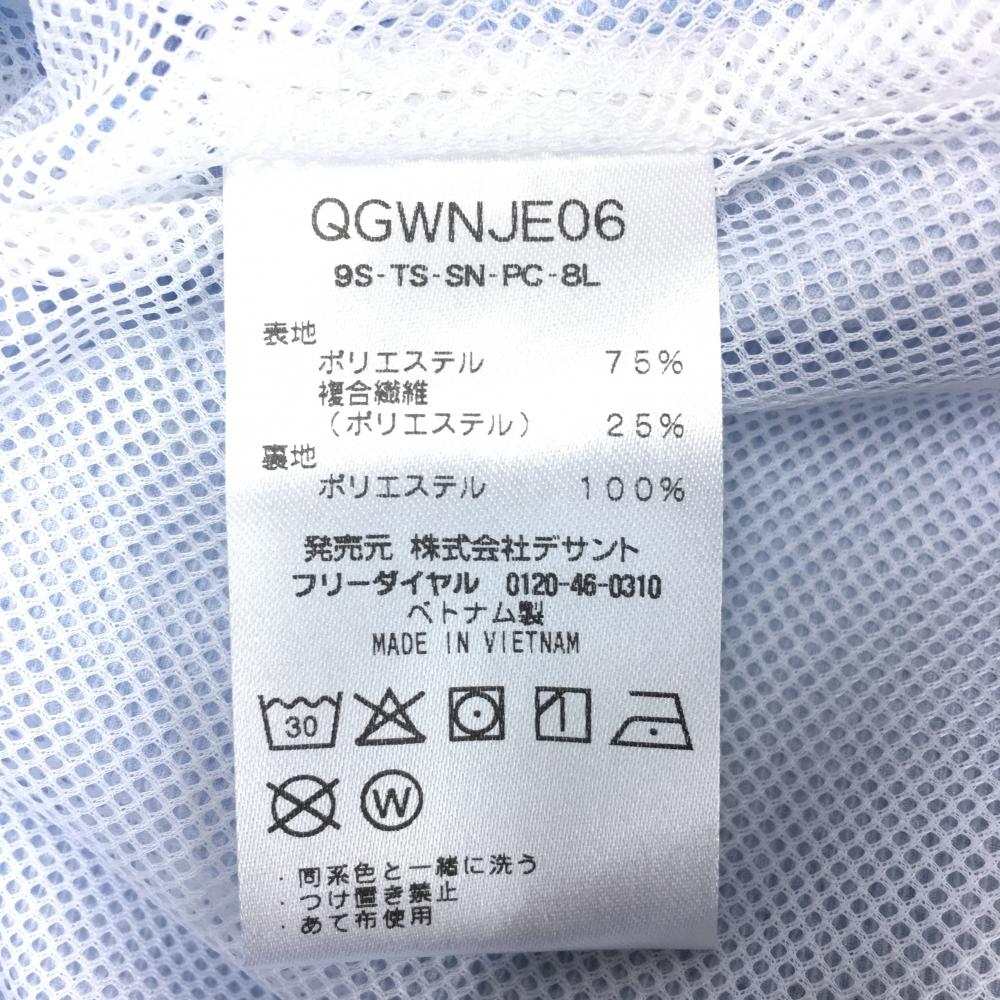 QGWNJE06
9S-TS-SN-PC-8L
表地
ポリエステル 75%
複合繊維
(ポリエステル) 25%
裏地
ポリエステル 100%
発売元 株式会社デサント
フリーダイヤル 0120-46-0310
ベトナム製
MADE IN VIETNAM
30
W
・同系色と一緒に洗う
・つけ置き禁止
・あて布使用